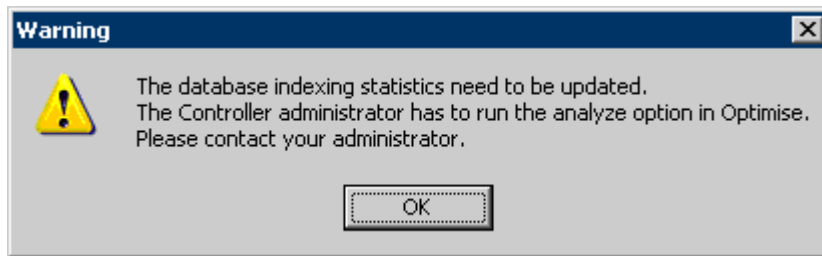 Warning
The database indexing statistics need to be updated.
The Controller administrator has to run the analyze option in Optimise.
Please contact your administrator.
OK